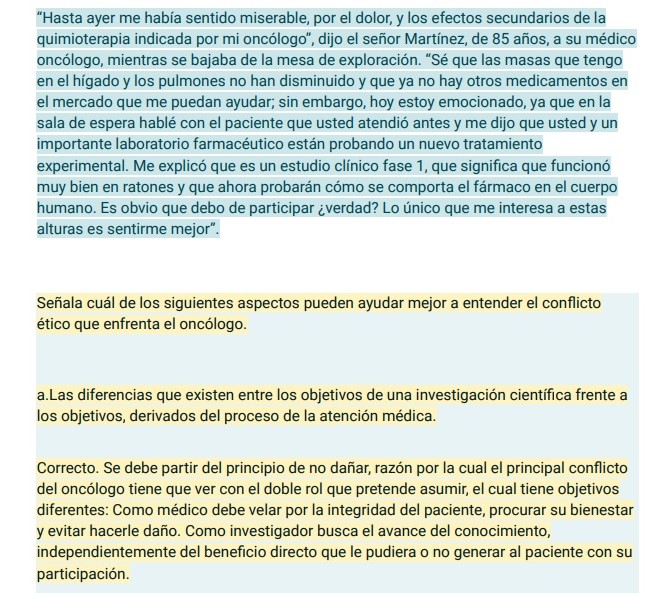 “Hasta ayer me había sentido miserable, por el dolor, y los efectos secundarios de la
quimioterapia indicada por mi oncólogo”, dijo el señor Martínez, de 85 años, a su médico
oncólogo, mientras se bajaba de la mesa de exploración. “Sé que las masas que tengo
en el hígado y los pulmones no han disminuido y que ya no hay otros medicamentos en
el mercado que me puedan ayudar; sin embargo, hoy estoy emocionado, ya que en la
sala de espera hablé con el paciente que usted atendió antes y me dijo que usted y un
importante laboratorio farmacéutico están probando un nuevo tratamiento
experimental. Me explicó que es un estudio clínico fase 1, que significa que funcionó
muy bien en ratones y que ahora probarán cómo se comporta el fármaco en el cuerpo
humano. Es obvio que debo de participar ¿verdad? Lo único que me interesa a estas
alturas es sentirme mejor”.
Señala cuál de los siguientes aspectos pueden ayudar mejor a entender el conflicto
ético que enfrenta el oncólogo.
a.Las diferencias que existen entre los objetivos de una investigación científica frente a
los objetivos, derivados del proceso de la atención médica.
Correcto. Se debe partir del principio de no dañar, razón por la cual el principal conflicto
del oncólogo tiene que ver con el doble rol que pretende asumir, el cual tiene objetivos
diferentes: Como médico debe velar por la integridad del paciente, procurar su bienestar
y evitar hacerle daño. Como investigador busca el avance del conocimiento,
independientemente del beneficio directo que le pudiera o no generar al paciente con su
participación.